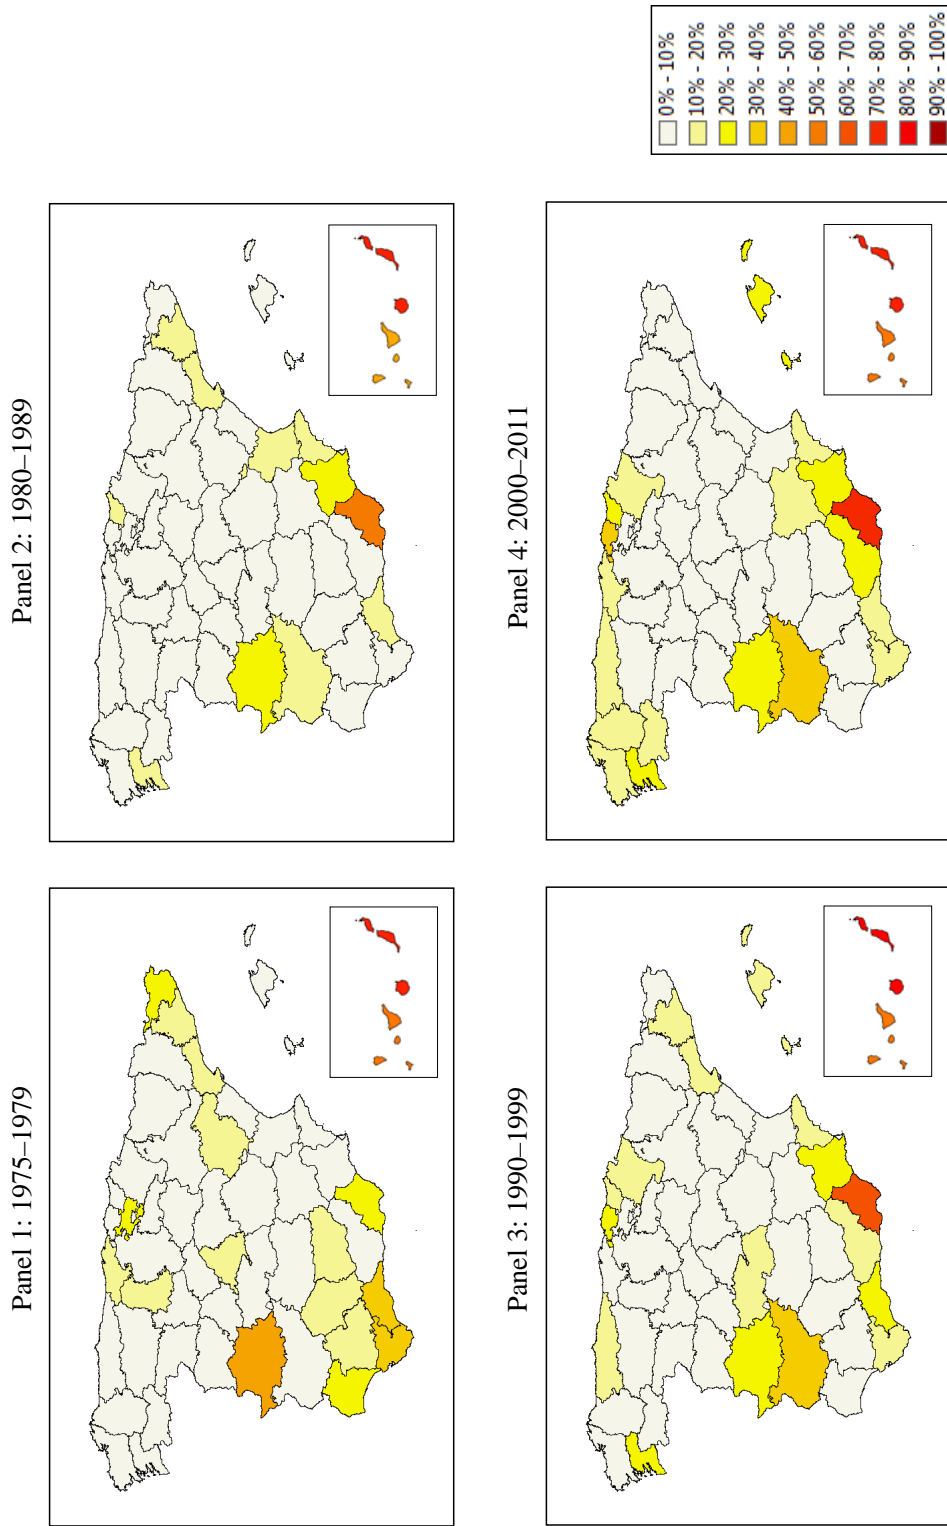 Panel 1: 1975–1979
Panel 2: 1980–1989
Panel 3: 1990–1999
Panel 4: 2000–2011
0% - 10%
10% - 20%
20% - 30%
30% - 40%
40% - 50%
50% - 60%
60% - 70%
70% - 80%
80% - 90%
90% - 100%